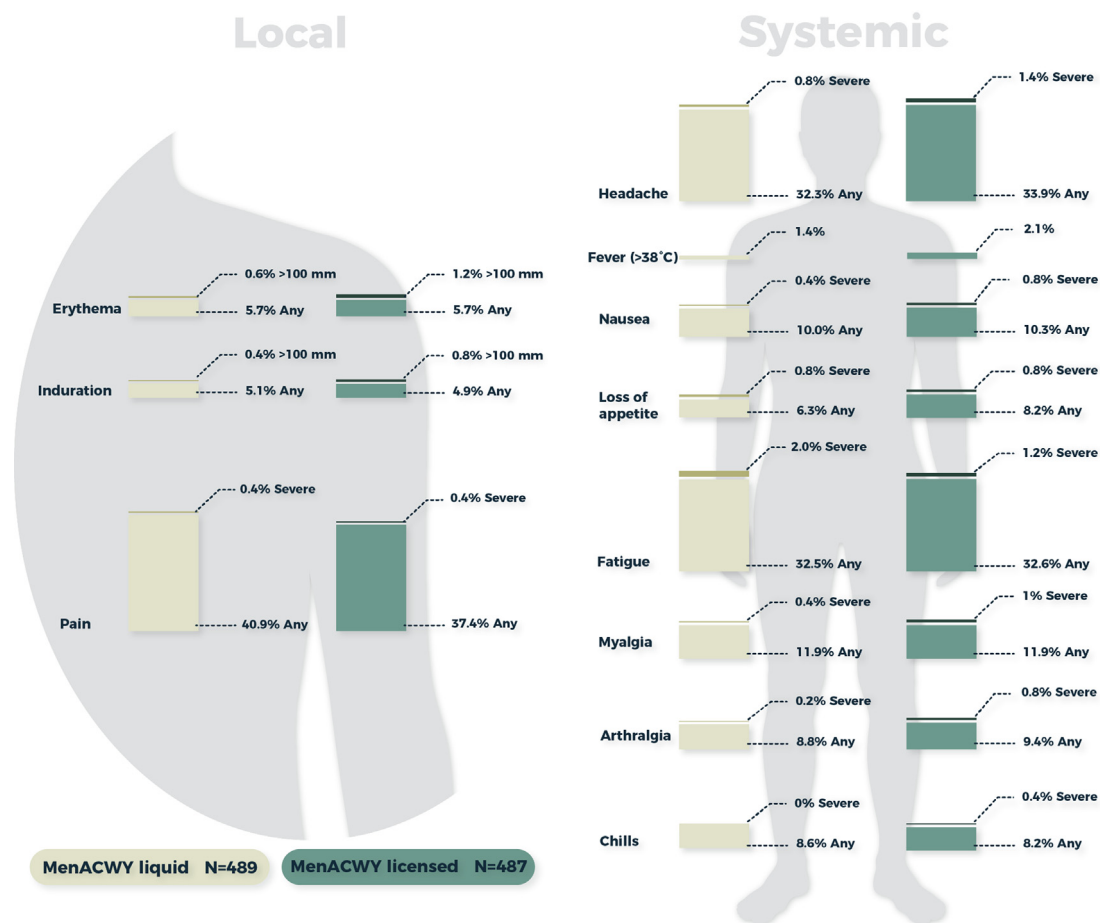 Local
0.6% >100 mm
1.2% >100 mm
Erythema
5.7% Any
5.7% Any
0.4% >100 mm
0.8% >100 mm
Induration
5.1% Any
4.9% Any
0.4% Severe
0.4% Severe
Pain
40.9% Any
37.4% Any
MenACWY liquid N=489
MenACWY licensed N=487
Systemic
0.8% Severe
1.4% Severe
Headache
32.3% Any
33.9% Any
Fever (>38˚C)
1.4%
2.1%
0.4% Severe
0.8% Severe
Nausea
10.0% Any
10.3% Any
0.8% Severe
0.8% Severe
Loss of
appetite
6.3% Any
8.2% Any
2.0% Severe
1.2% Severe
Fatigue
32.5% Any
32.6% Any
0.4% Severe
1% Severe
Myalgia
11.9% Any
11.9% Any
0.2% Severe
0.8% Severe
Arthralgia
8.8% Any
9.4% Any
0% Severe
0.4% Severe
Chills
8.6% Any
8.2% Any